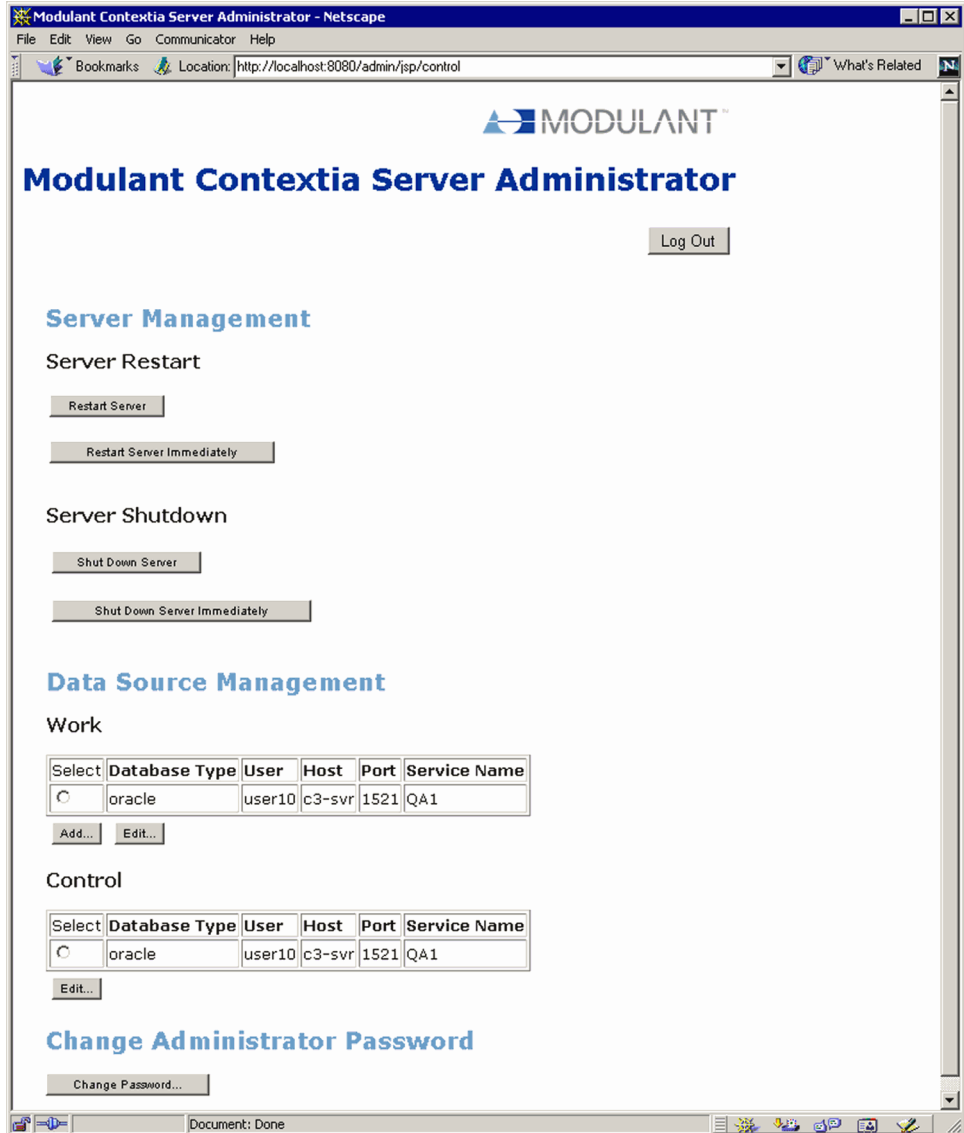 Modulant Contextia Server Administrator - Netscape
File Edit View Go Communicator Help
Bookmarks Location: http://localhost:8080/admin/jsp/control What's Related N
MODULANT™
Modulant Contextia Server Administrator
Log Out
Server Management
Server Restart
Restart Server
Restart Server Immediately
Server Shutdown
Shut Down Server
Shut Down Server Immediately
Data Source Management
Work
Select Database Type User Host Port Service Name
oracle user10 c3-svr 1521 QA1
Add... Edit...
Control
Select Database Type User Host Port Service Name
oracle user10 c3-svr 1521 QA1
Edit...
Change Administrator Password
Change Password...
Document: Done